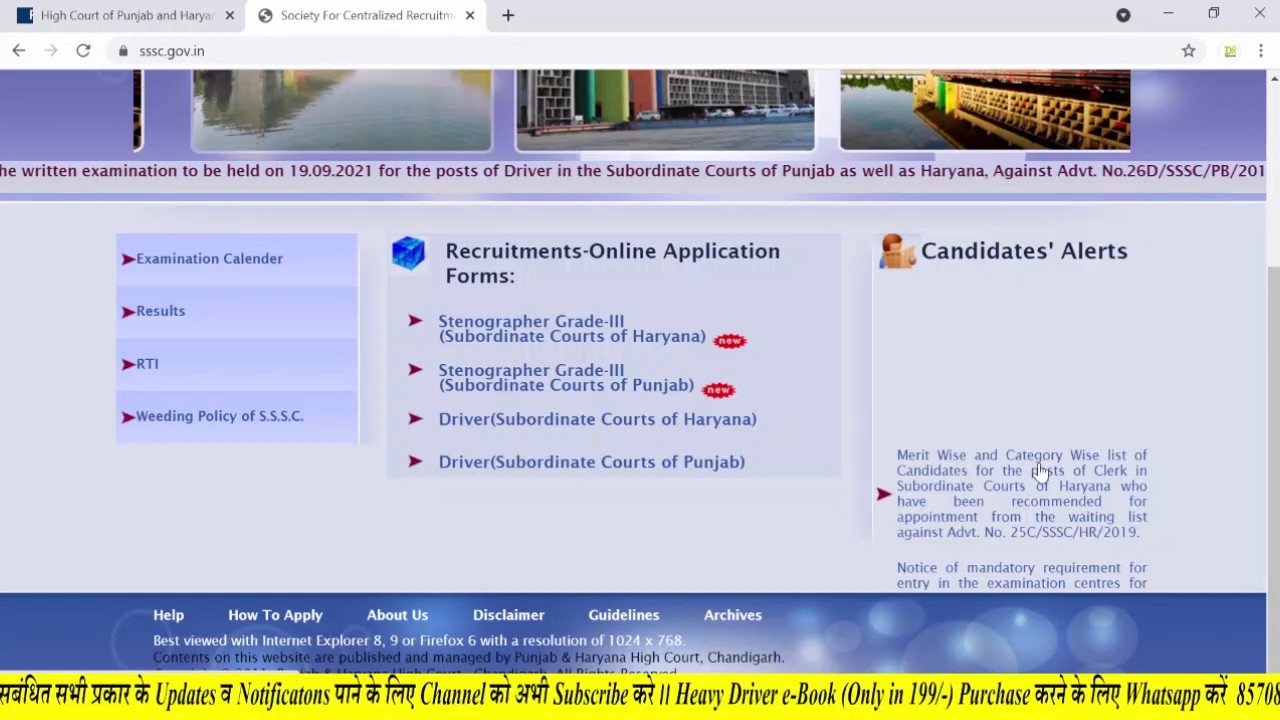 High Court of Punjab and Haryan
Society For Centralized Recruitm
sssc.gov.in
he written examination to be held on 19.09.2021 for the posts of Driver in the Subordinate Courts of Punjab as well as Haryana, Against Advt. No.26D/SSSC/PB/201
Examination Calender
Results
RTI
Weeding Policy of S.S.S.C.
Recruitments-Online Application
Forms:
Stenographer Grade-III
(Subordinate Courts of Haryana) new
Stenographer Grade-III
(Subordinate Courts of Punjab) new
Driver(Subordinate Courts of Haryana)
Driver(Subordinate Courts of Punjab)
Candidates' Alerts
Merit Wise and Category Wise list of
Candidates for the posts of Clerk in
Subordinate Courts of Haryana who
have been recommended for
appointment from the waiting list
against Advt. No. 25C/SSSC/HR/2019.
Notice of mandatory requirement for
entry in the examination centres for
Help How To Apply About Us Disclaimer Guidelines Archives
Best viewed with Internet Explorer 8, 9 or Firefox 6 with a resolution of 1024 x 768.
Contents on this website are published and managed by Punjab & Haryana High Court, Chandigarh.
सबंधित सभी प्रकार के Updates व Notificatons पाने के लिए Channel को अभी Subscribe करे || Heavy Driver e-Book (Only in 199/-) Purchase करने के लिए Whatsapp करें 85708